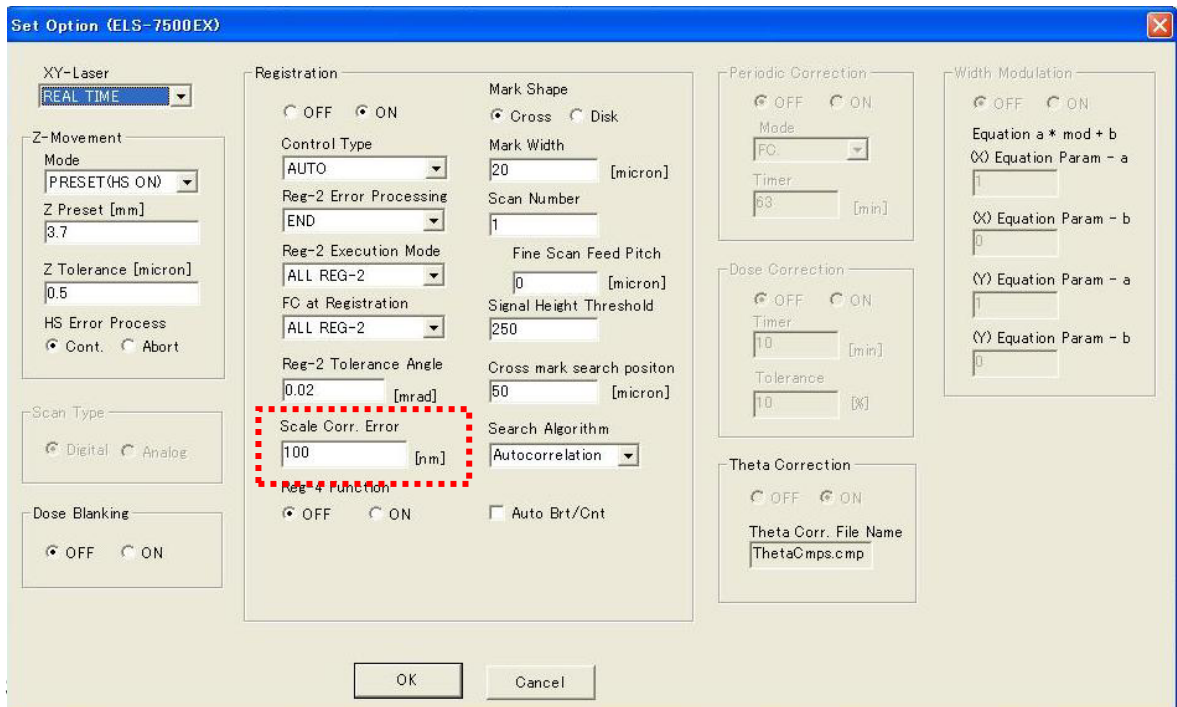 Set Option (ELS-7500EX)
XY-Laser
REAL TIME
Z-Movement
Mode
PRESET(HS ON)
Z Preset [mm]
3.7
Z Tolerance [micron]
0.5
HS Error Process
Cont. Abort
Scan Type
Digital Analog
Dose Blanking
OFF ON
Registration
OFF ON
Control Type
AUTO
Reg-2 Error Processing
END
Reg-2 Execution Mode
ALL REG-2
FC at Registration
ALL REG-2
Reg-2 Tolerance Angle
0.02 [mrad]
Scale Corr. Error
100 [nm]
Reg-4 Function
OFF ON
Mark Shape
Cross Disk
Mark Width
20 [micron]
Scan Number
1
Fine Scan Feed Pitch
0 [micron]
Signal Height Threshold
250
Cross mark search positon
50 [micron]
Search Algorithm
Autocorrelation
Auto Brt/Cnt
Periodic Correction
OFF ON
Mode
FC.
Timer
63 [min]
Dose Correction
OFF ON
Timer
10 [min]
Tolerance
10 [%]
Theta Correction
OFF ON
Theta Corr. File Name
ThetaCmps.cmp
Width Modulation
OFF ON
Equation a * mod + b
(X) Equation Param - a
1
(X) Equation Param - b
0
(Y) Equation Param - a
1
(Y) Equation Param - b
0
OK Cancel